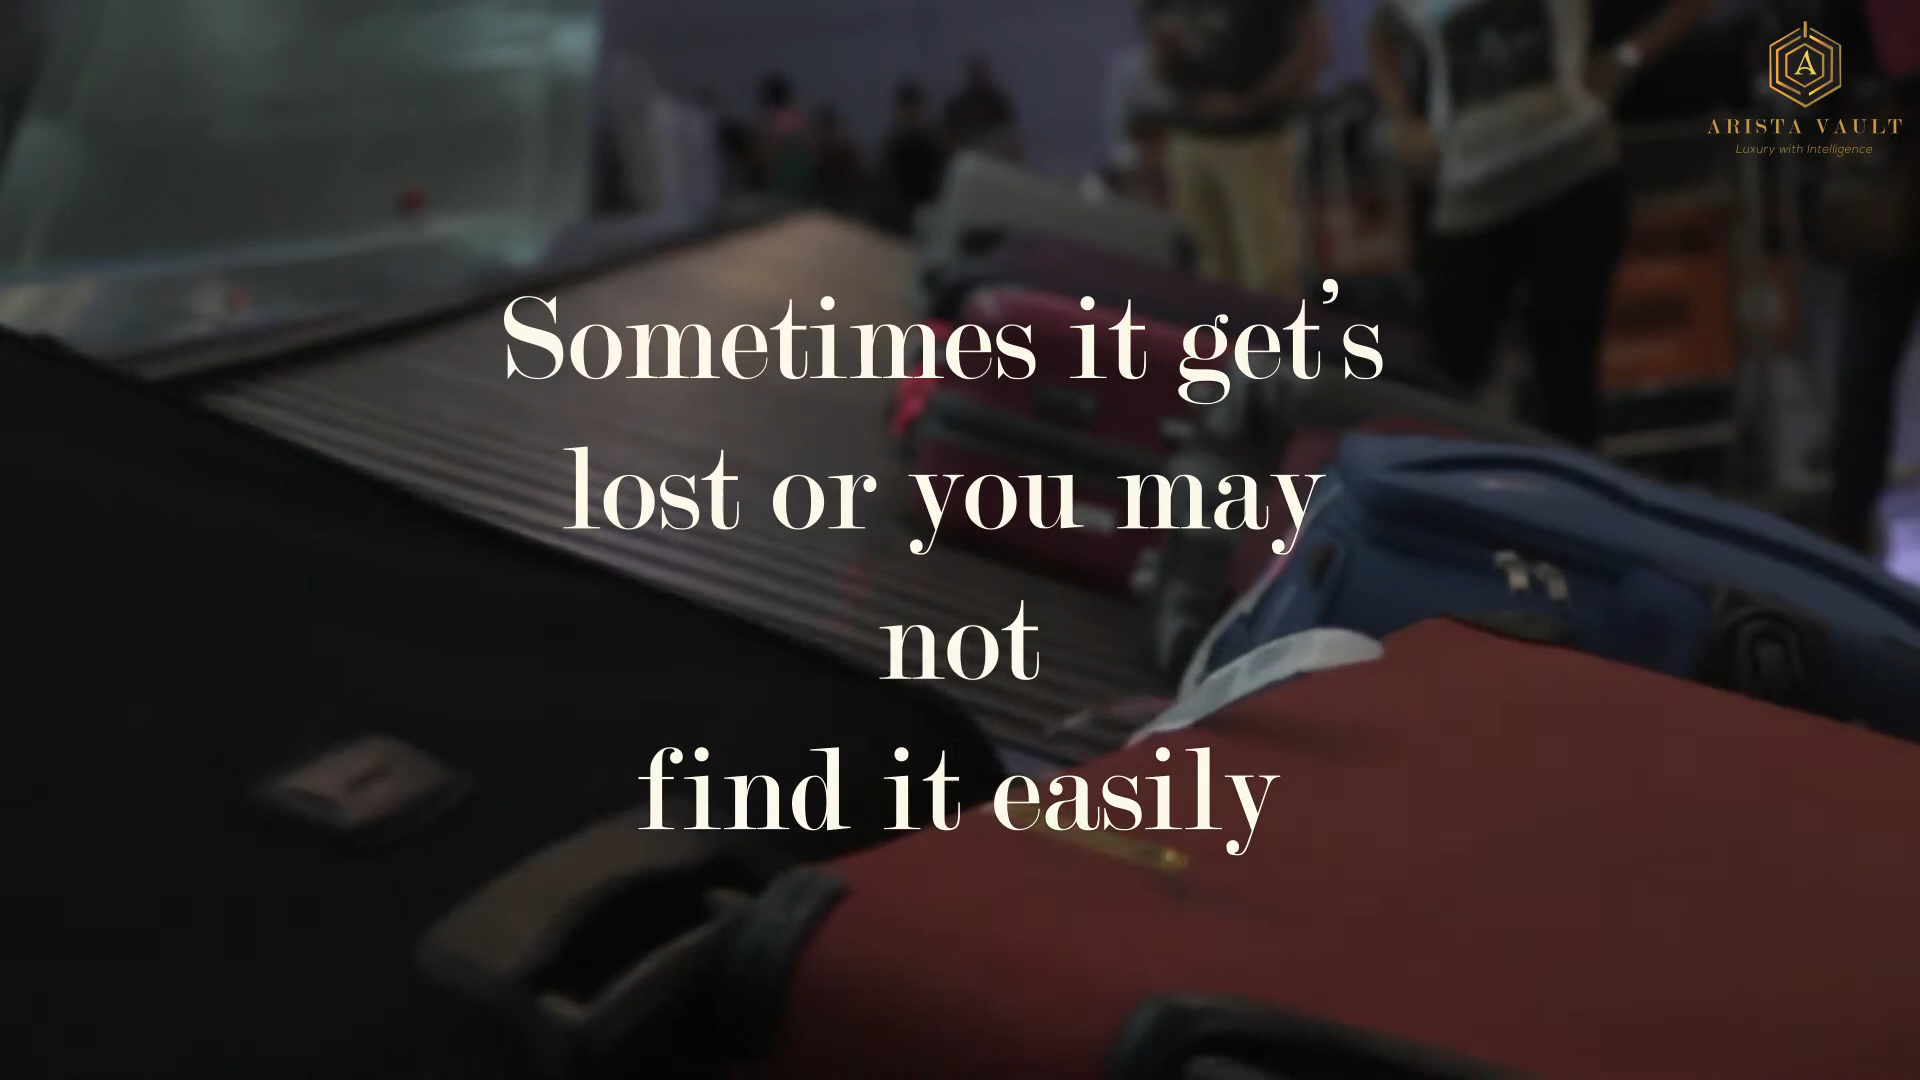 ARISTA VAULT
Luxury with Intelligence
Sometimes it get's
lost or you may
not
find it easily